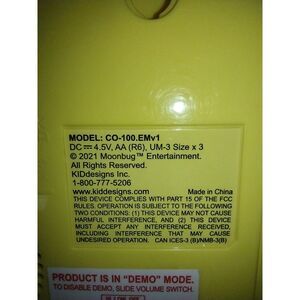 MODEL: CO-100.EMv1
DC ⎓ 4.5V, AA (R6), UM-3 Size x 3
© 2021 Moonbug™ Entertainment.
All Rights Reserved.
KIDdesigns Inc.
1-800-777-5206
www.kiddesigns.com Made in China
THIS DEVICE COMPLIES WITH PART 15 OF THE FCC
RULES. OPERATION IS SUBJECT TO THE FOLLOWING
TWO CONDITIONS: (1) THIS DEVICE MAY NOT CAUSE
HARMFUL INTERFERENCE, AND (2) THIS DEVICE
MUST ACCEPT ANY INTERFERENCE RECEIVED,
INCLUDING INTERFERENCE THAT MAY CAUSE
UNDESIRED OPERATION. CAN ICES-3 (B)/NMB-3(B)
PRODUCT IS IN "DEMO" MODE.
TO DISABLE DEMO, SLIDE VOLUME SWITCH